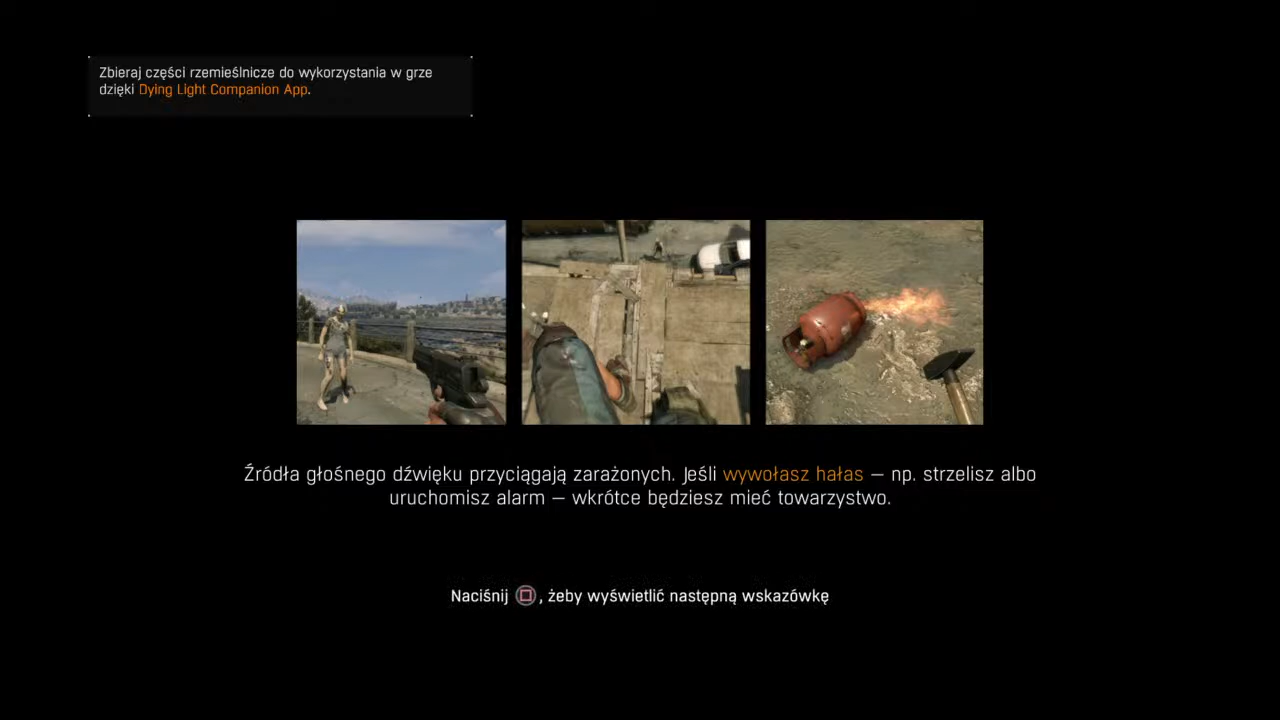 Zbieraj części rzemieślnicze do wykorzystania w grze
dzięki Dying Light Companion App.
Źródła głośnego dźwięku przyciągają zarażonych. Jeśli wywołasz hałas — np. strzelisz albo
uruchomisz alarm — wkrótce będziesz mieć towarzystwo.
Naciśnij , żeby wyświetlić następną wskazówkę